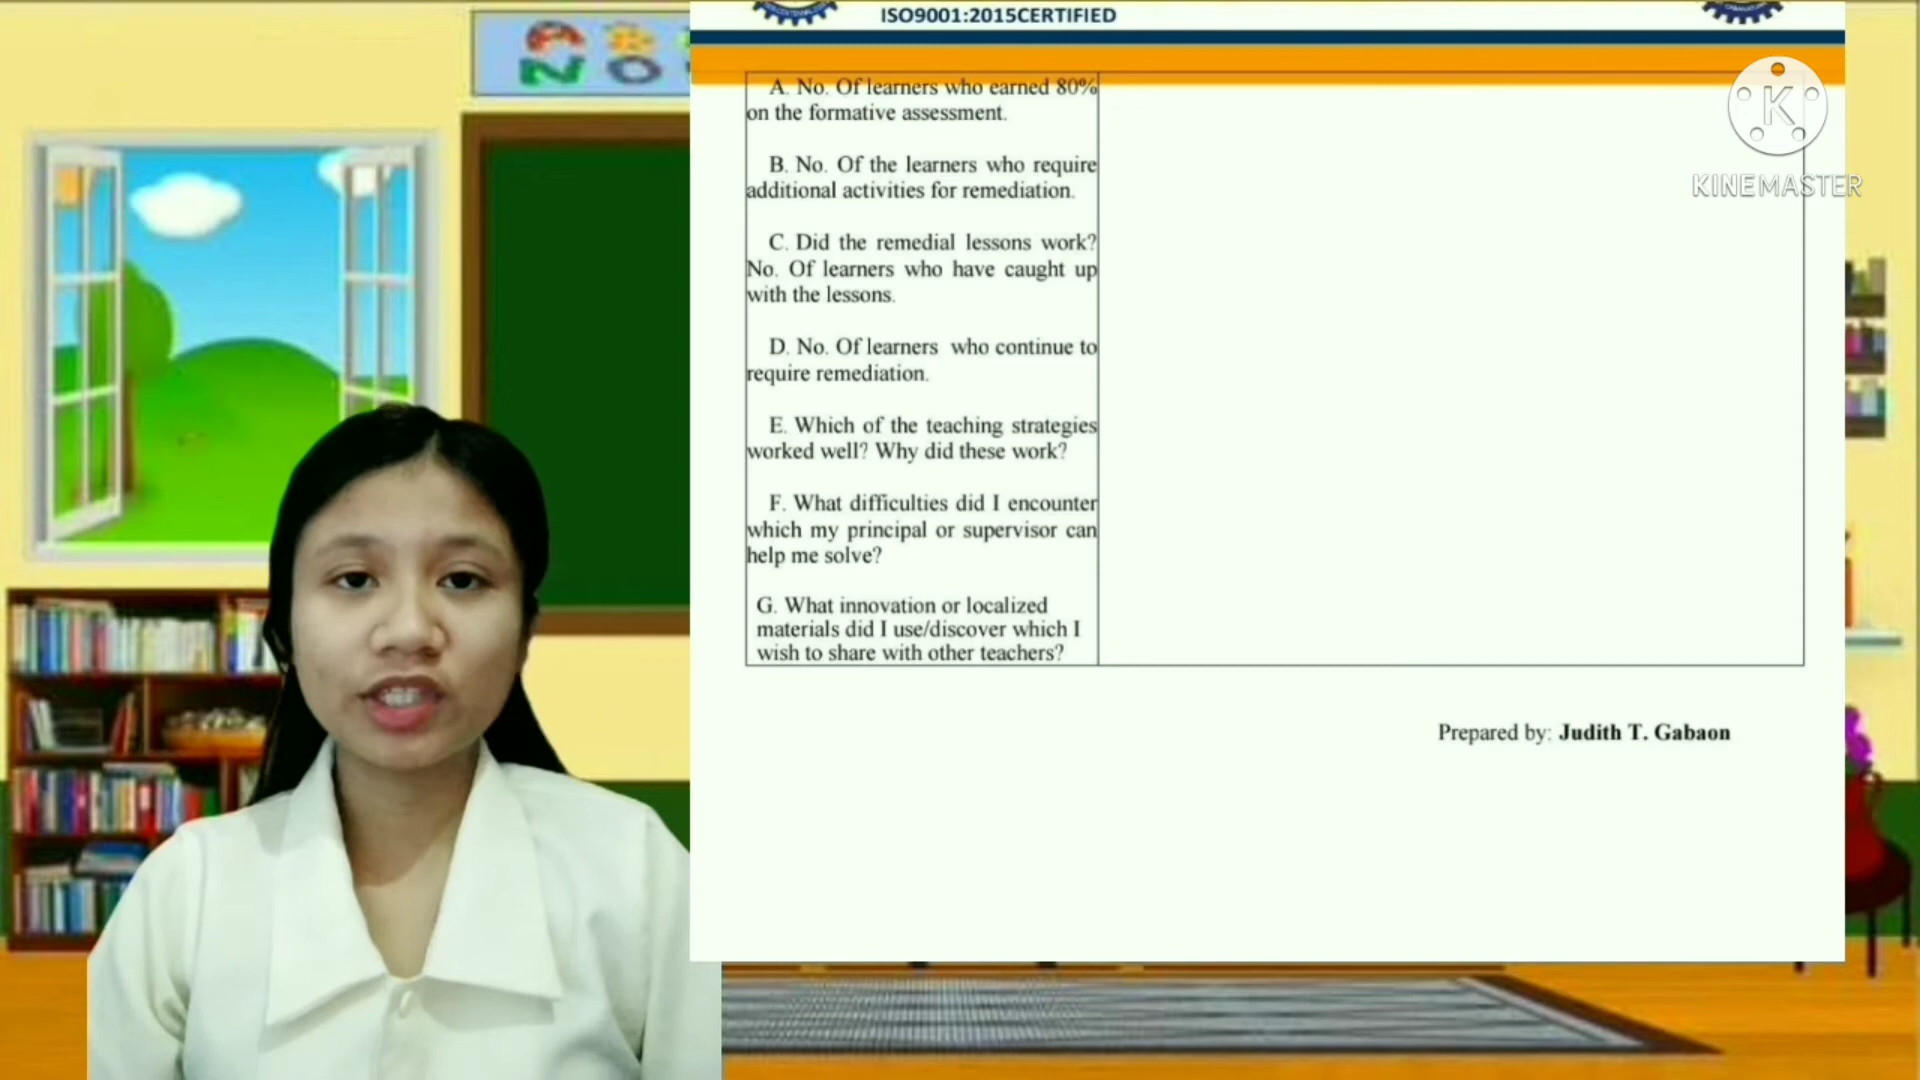 ISO9001:2015CERTIFIED
A. No. Of learners who earned 80%
on the formative assessment.
B. No. Of the learners who require
additional activities for remediation.
C. Did the remedial lessons work?
No. Of learners who have caught up
with the lessons.
D. No. Of learners who continue to
require remediation.
E. Which of the teaching strategies
worked well? Why did these work?
F. What difficulties did I encounter
which my principal or supervisor can
help me solve?
G. What innovation or localized
materials did I use/discover which I
wish to share with other teachers?
Prepared by: Judith T. Gabaon
K
KINEMASTER